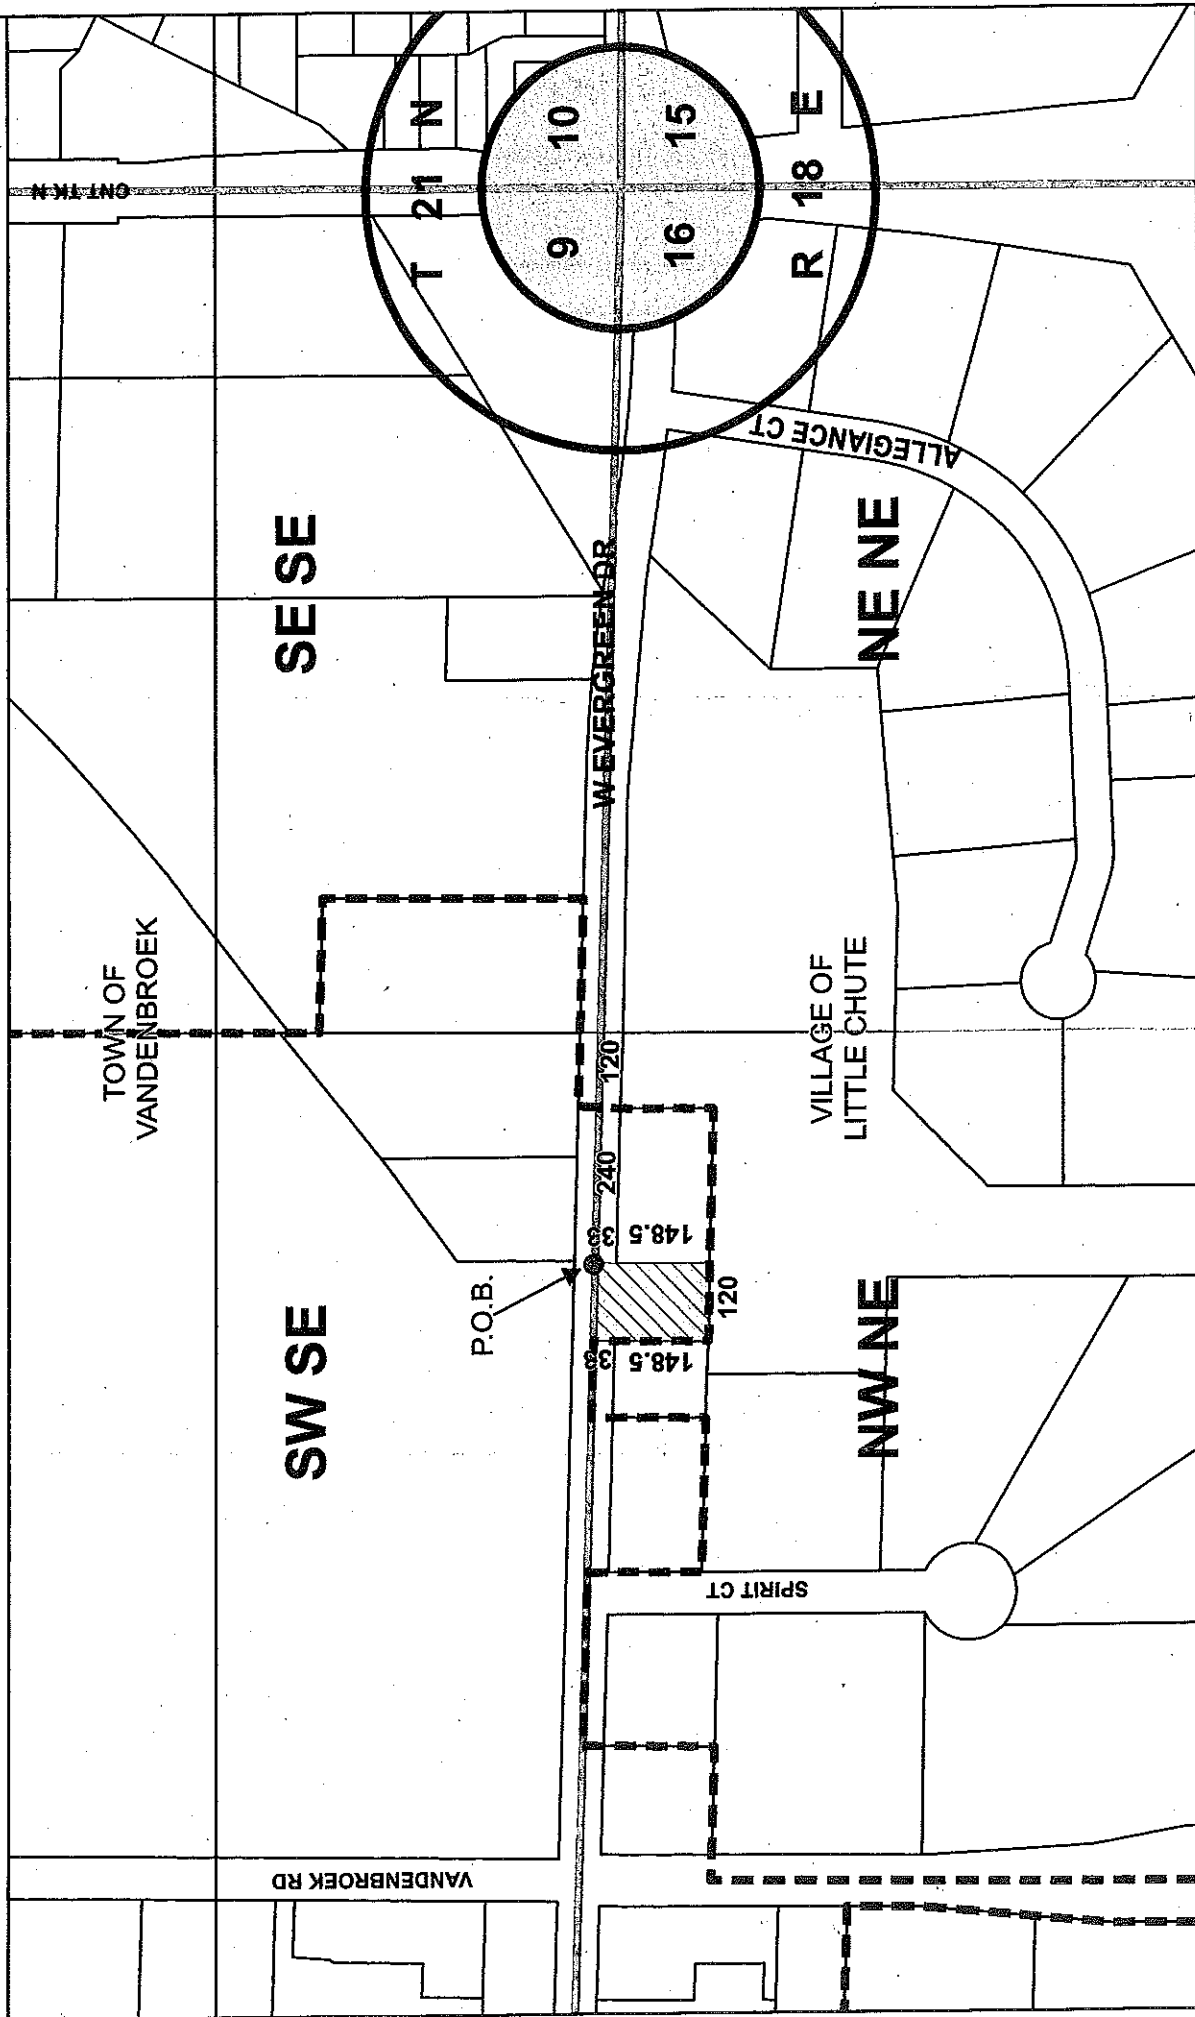 TOWN OF
VANDENBROEK
SW SE
SE SE
CNT TK N
T 21 N
9 10
16 15
R 18 E
P.O.B.
W EVERGREEN DR
240
120
33
148.5
33
148.5
120
VILLAGE OF
LITTLE CHUTE
NW NE
NE NE
ALLEGIANCE CT
SPIRIT CT
VANDENBROEK RD